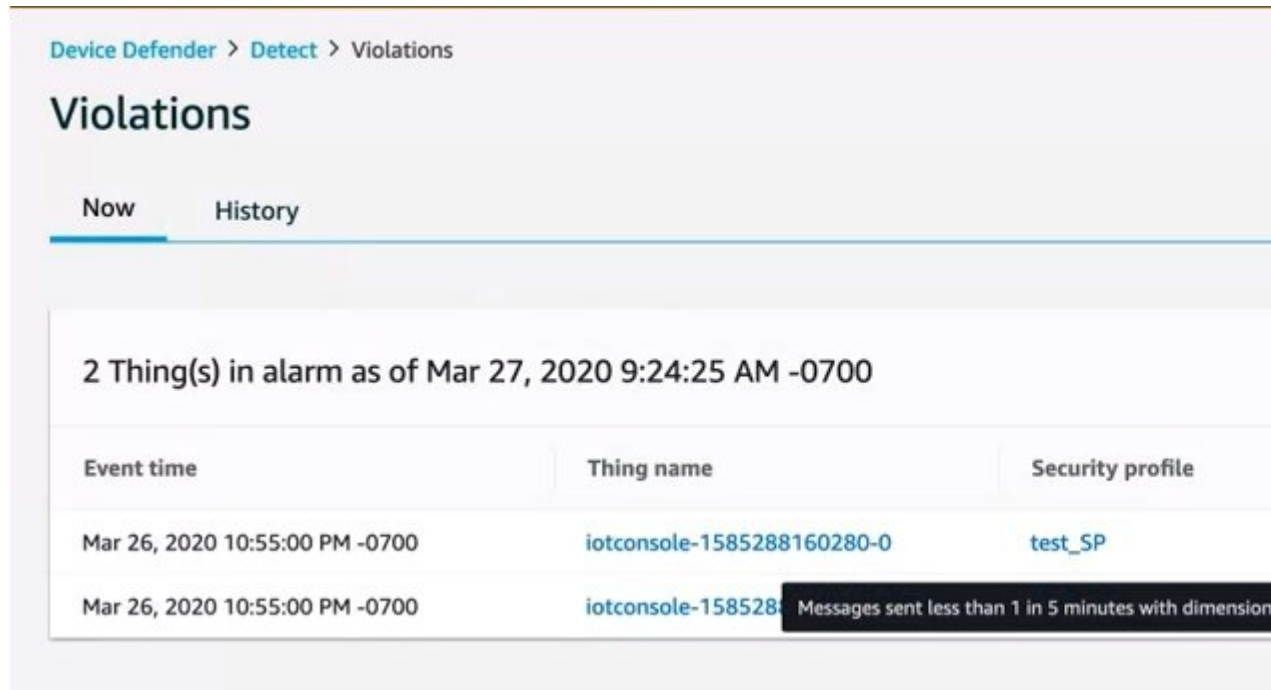 Device Defender > Detect > Violations
Violations
Now History
2 Thing(s) in alarm as of Mar 27, 2020 9:24:25 AM -0700
Event time Thing name Security profile
Mar 26, 2020 10:55:00 PM -0700 iotconsole-1585288160280-0 test_SP
Mar 26, 2020 10:55:00 PM -0700 iotconsole-158528 Messages sent less than 1 in 5 minutes with dimension